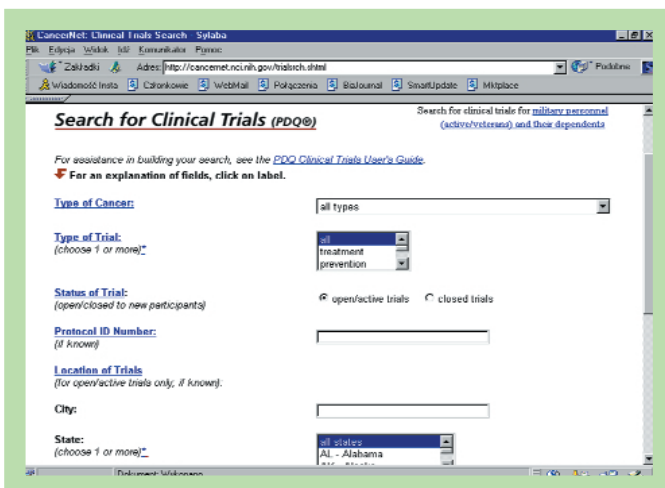 CancerNet: Clinical Trials Search - Sylaba
Plik Edycja Widok Idź Komunikator Pomoc
Zakładki Adres: http://cancernet.nci.nih.gov/trialsrch.shtml Podobne
Wiadomość Insta Członkowie WebMail Połączenia BizJournal SmartUpdate Mktplace
Search for Clinical Trials (PDQ®)
Search for clinical trials for military personnel
(active/veterans) and their dependents
For assistance in building your search, see the PDQ Clinical Trials User's Guide.
For an explanation of fields, click on label.
Type of Cancer:
all types
Type of Trial:
(choose 1 or more)*
all
treatment
prevention
Status of Trial:
(open/closed to new participants)
open/active trials closed trials
Protocol ID Number:
(if known)
Location of Trials
(for open/active trials only, if known):
City:
State:
(choose 1 or more)*
all states
AL - Alabama
AK - Alaska
Dokument: Wykonano